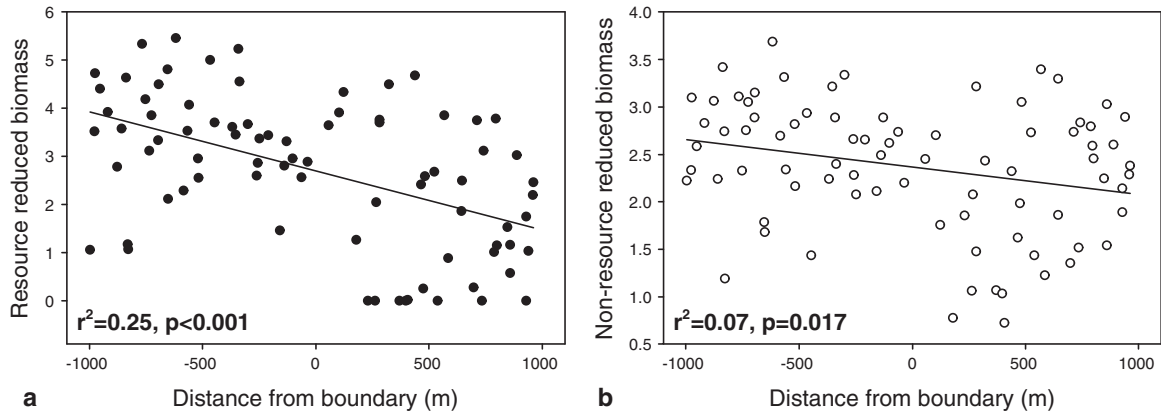 Resource reduced biomass
6
5
4
3
2
1
0
r²=0.25, p<0.001
-1000 -500 0 500 1000
a Distance from boundary (m)
Non-resource reduced biomass
4.0
3.5
3.0
2.5
2.0
1.5
1.0
0.5
r²=0.07, p=0.017
-1000 -500 0 500 1000
b Distance from boundary (m)